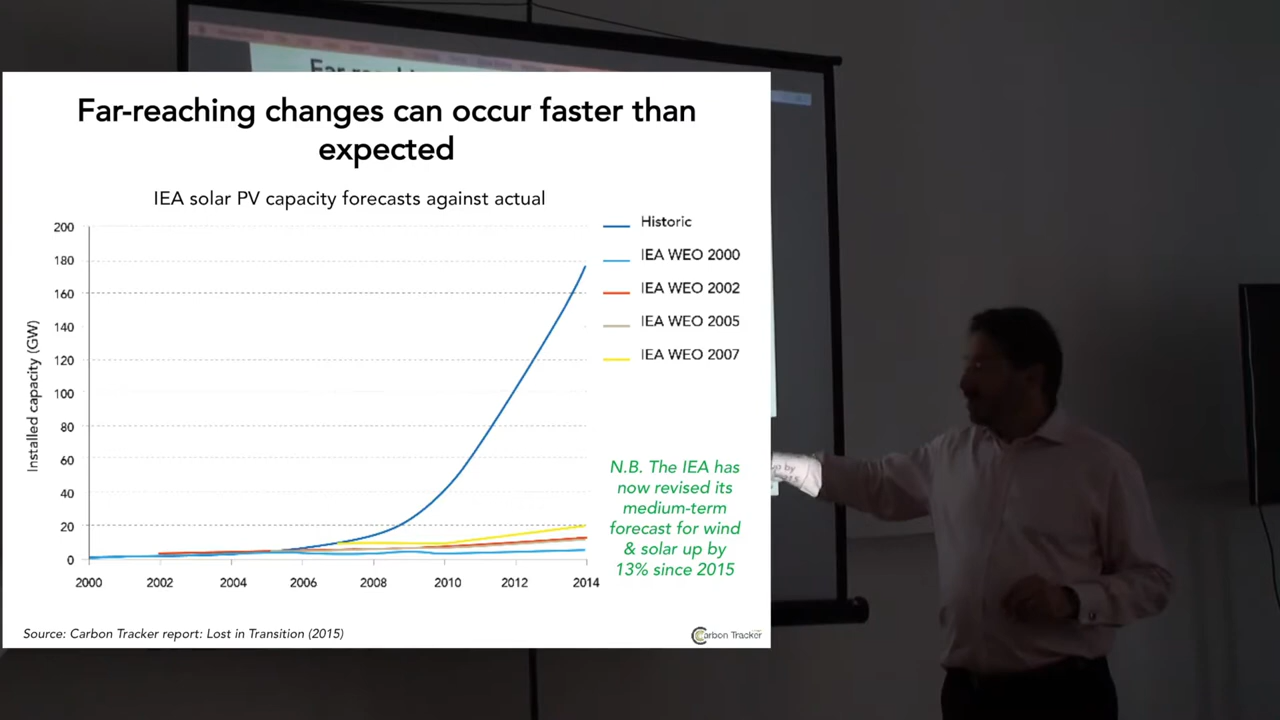 Far-reaching changes can occur faster than
expected
IEA solar PV capacity forecasts against actual
Installed capacity (GW)
200
180
160
140
120
100
80
60
40
20
0
2000 2002 2004 2006 2008 2010 2012 2014
Historic
IEA WEO 2000
IEA WEO 2002
IEA WEO 2005
IEA WEO 2007
N.B. The IEA has
now revised its
medium-term
forecast for wind
& solar up by
13% since 2015
Source: Carbon Tracker report: Lost in Transition (2015)
Carbon Tracker